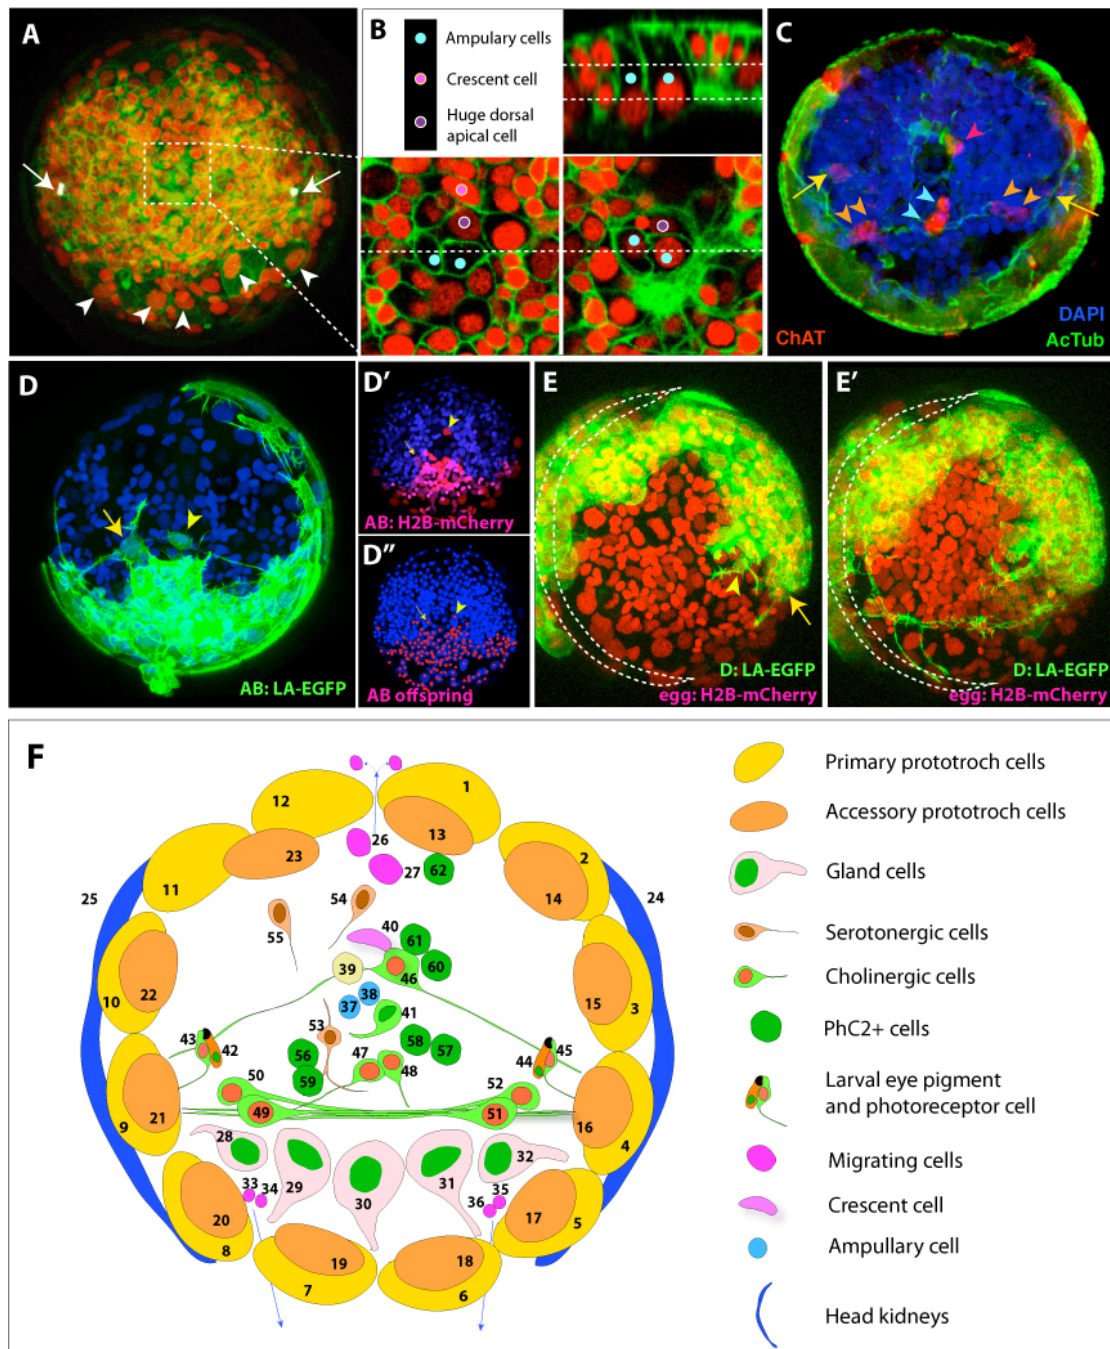 A
B
Ampulary cells
Crescent cell
Huge dorsal
apical cell
C
ChAT
DAPI
AcTub
D
AB: LA-EGFP
D'
AB: H2B-mCherry
D"
AB offspring
E
D: LA-EGFP
egg: H2B-mCherry
E'
D: LA-EGFP
egg: H2B-mCherry
F
1
12
13
26
23
27
62
2
11
14
25
24
54
55
40
61
60
39
46
10
22
38
37
15
3
41
43
42
53
58
57
45
44
56
47
48
59
50
52
49
51
21
16
9
4
28
32
33
34
29
30
31
36
35
20
17
5
8
19
18
7
6
Primary prototroch cells
Accessory prototroch cells
Gland cells
Serotonergic cells
Cholinergic cells
PhC2+ cells
Larval eye pigment
and photoreceptor cell
Migrating cells
Crescent cell
Ampullary cell
Head kidneys